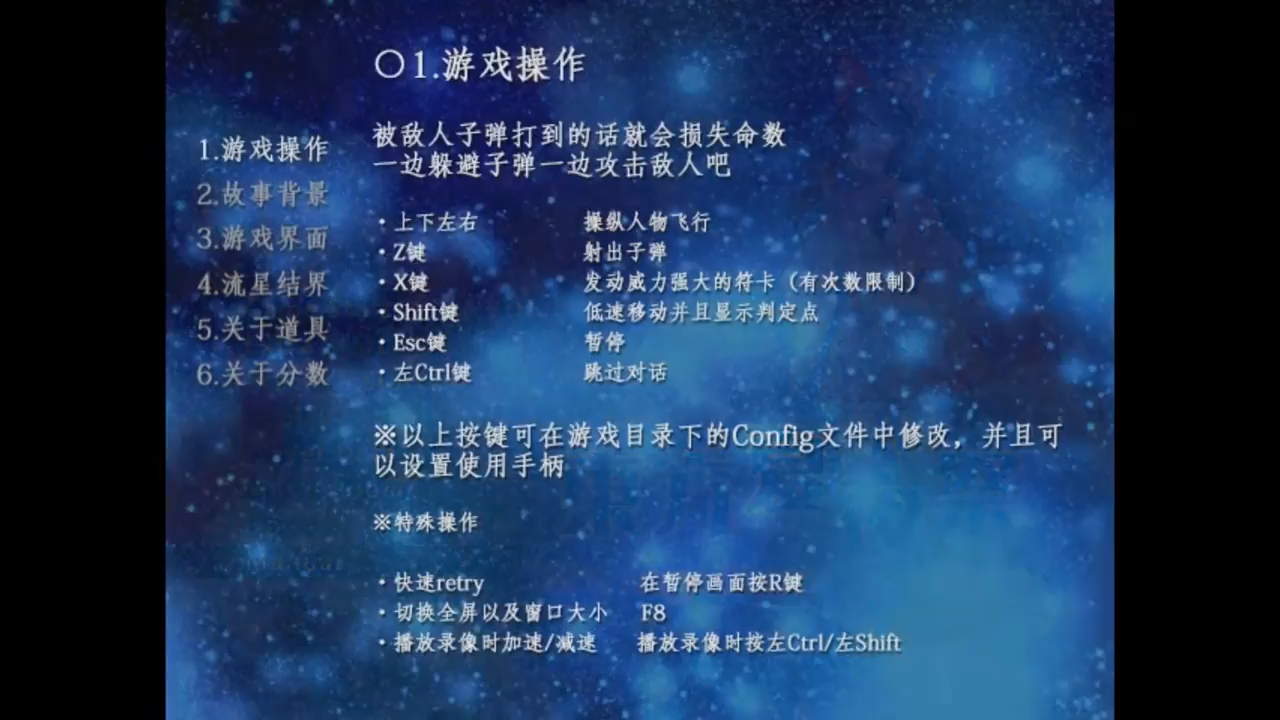 〇1.游戏操作
被敌人子弹打到的话就会损失命数
一边躲避子弹一边攻击敌人吧
1.游戏操作
2.故事背景
3.游戏界面
4.流星结界
5.关于道具
6.关于分数
・上下左右 操纵人物飞行
・Z键 射出子弹
・X键 发动威力强大的符卡（有次数限制）
・Shift键 低速移动并且显示判定点
・Esc键 暂停
・左Ctrl键 跳过对话
※以上按键可在游戏目录下的Config文件中修改，并且可
以设置使用手柄
※特殊操作
・快速retry 在暂停画面按R键
・切换全屏以及窗口大小 F8
・播放录像时加速/减速 播放录像时按左Ctrl/左Shift